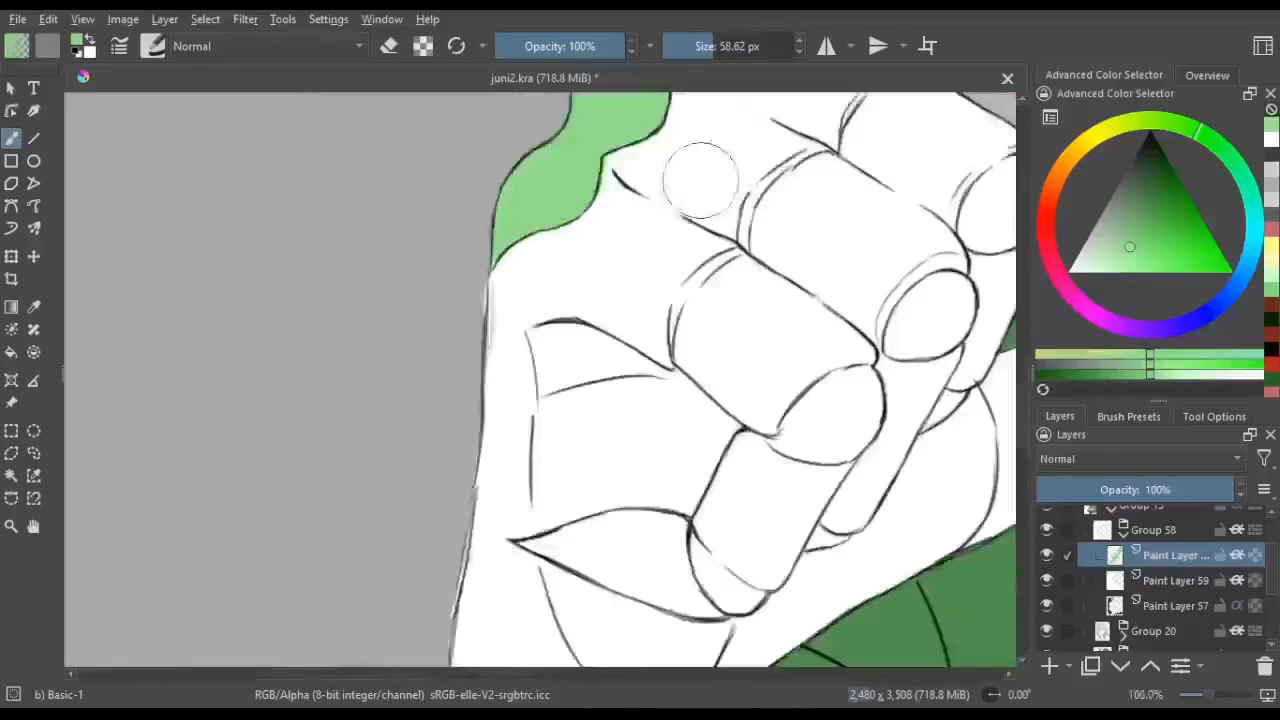 File Edit View Image Layer Select Filter Tools Settings Window Help
Normal Opacity: 100% Size: 58.62 px
juni2.kra (718.8 MiB) *
Advanced Color Selector Overview
Advanced Color Selector
Layers Brush Presets Tool Options
Layers
Normal
Opacity: 100%
Group 58
Paint Layer ...
Paint Layer 59
Paint Layer 57
Group 20
b) Basic-1 RGB/Alpha (8-bit integer/channel) sRGB-elle-V2-srgbtrc.icc 2,480 x 3,508 (718.8 MiB) 0.00° 166.0%